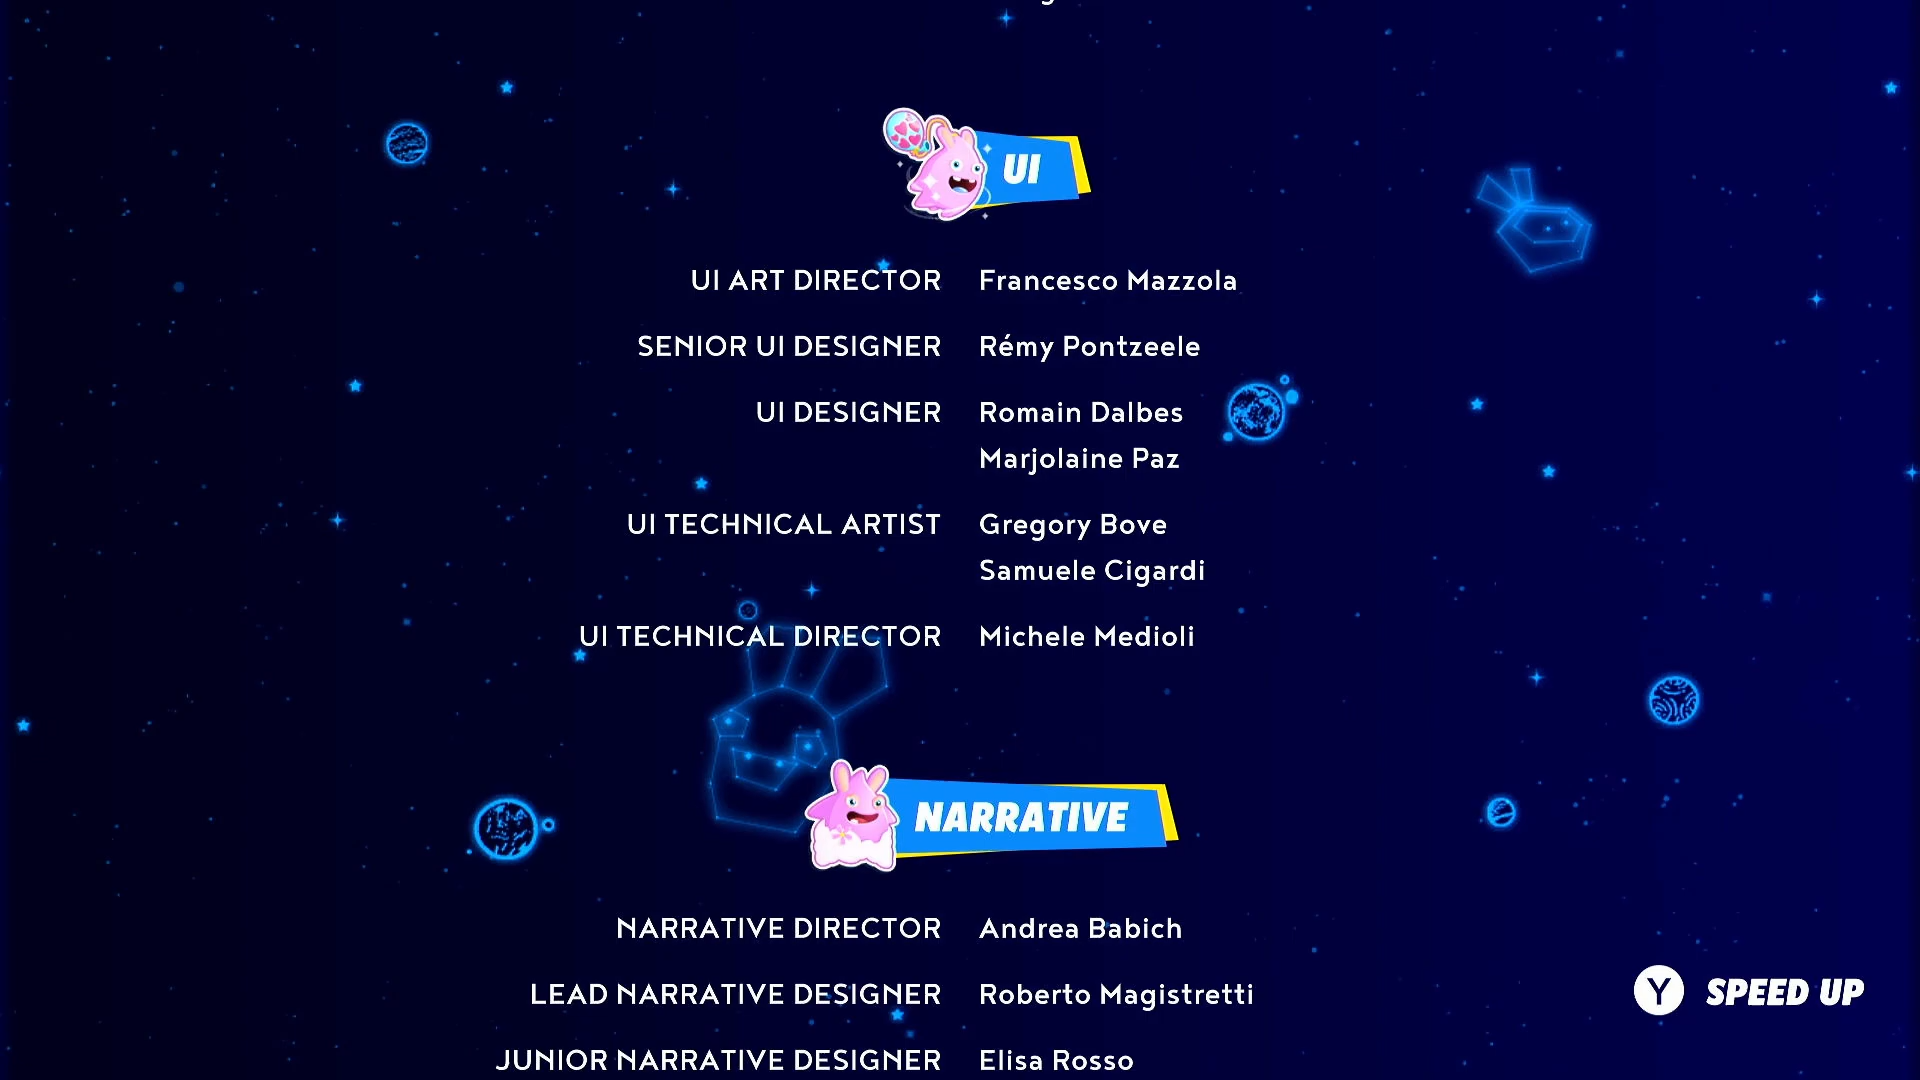 UI
UI ART DIRECTOR Francesco Mazzola
SENIOR UI DESIGNER Rémy Pontzeele
UI DESIGNER Romain Dalbes
Marjolaine Paz
UI TECHNICAL ARTIST Gregory Bove
Samuele Cigardi
UI TECHNICAL DIRECTOR Michele Medioli
NARRATIVE
NARRATIVE DIRECTOR Andrea Babich
LEAD NARRATIVE DESIGNER Roberto Magistretti
Y SPEED UP
JUNIOR NARRATIVE DESIGNER Elisa Rosso